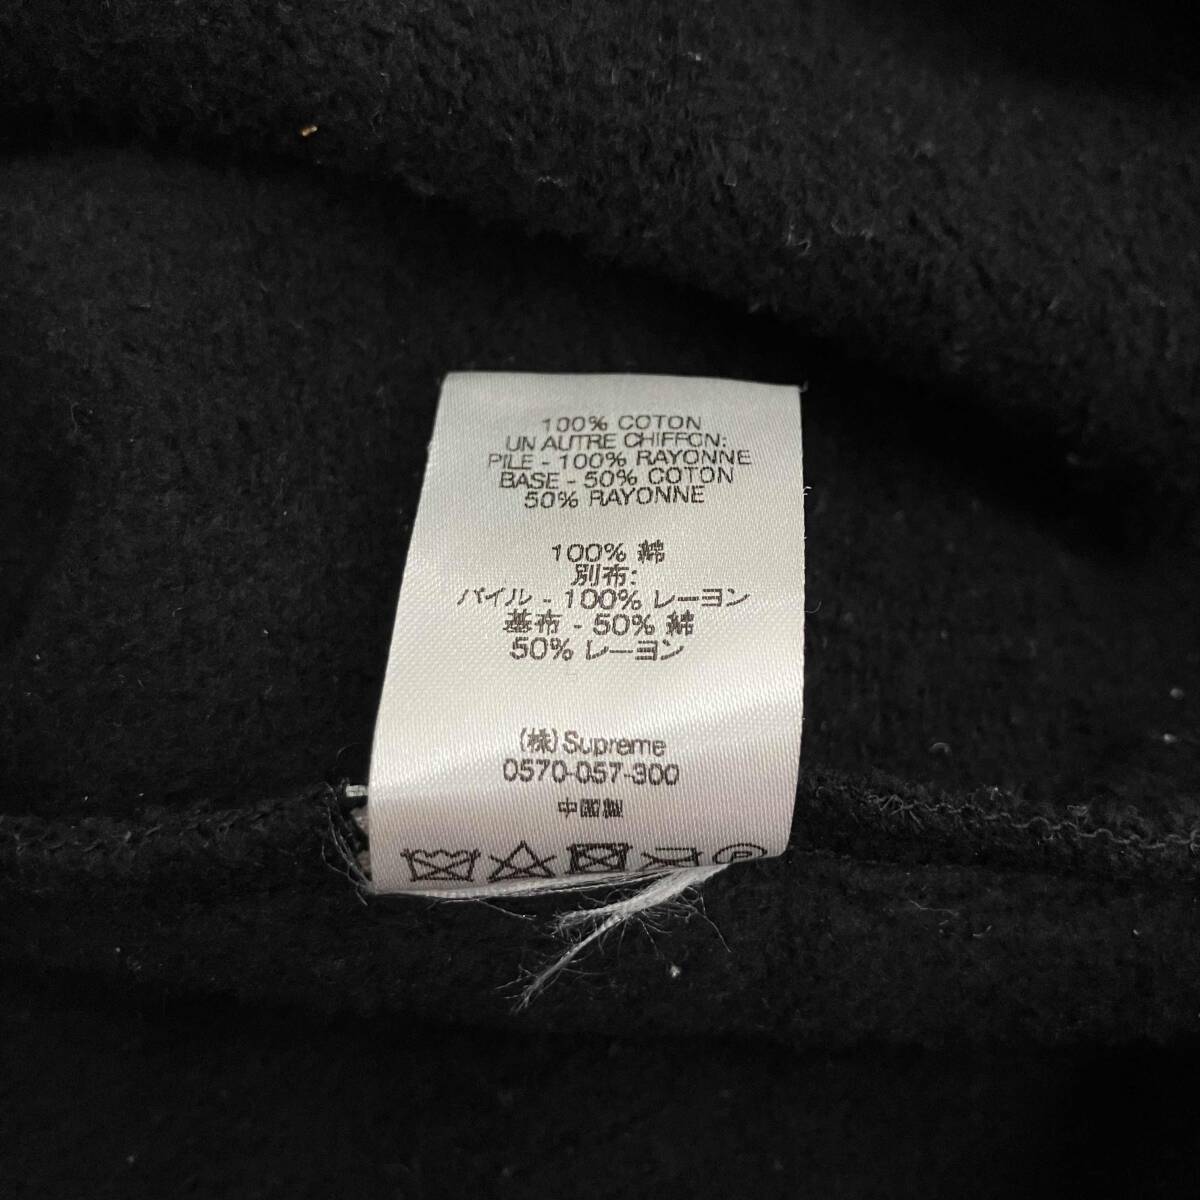 100% COTON
UN AUTRE CHIFFON:
PILE - 100% RAYONNE
BASE - 50% COTON
50% RAYONNE
100% 綿
別布:
パイル - 100% レーヨン
基布 - 50% 綿
50% レーヨン
(株)Supreme
0570-057-300
中国製
P